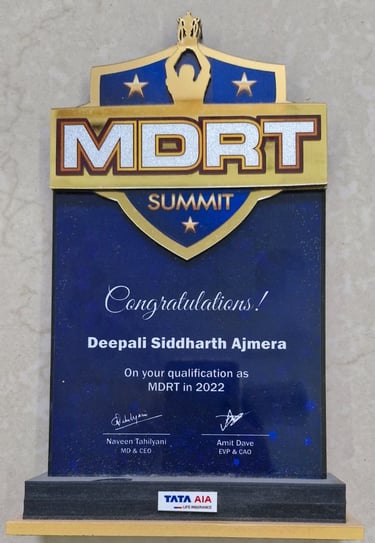 MDRT
SUMMIT
Congratulations!
Deepali Siddharth Ajmera
On your qualification as
MDRT in 2022
Naveen Tahilyani
MD & CEO
Amit Dave
EVP & CAO
TATA AIA
LIFE INSURANCE